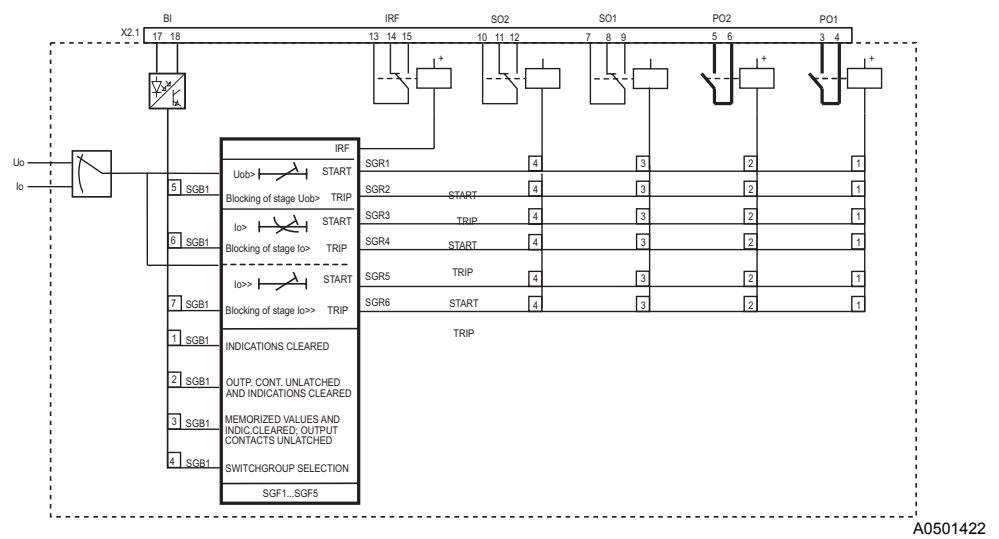 BI IRF SO2 SO1 PO2 PO1
X2.1 17 18 13 14 15 10 11 12 7 8 9 5 6 3 4
+ + +
IRF
Uo
Io
Uob> START SGR1 4 3 2 1
5 SGB1 Blocking of stage Uob> TRIP SGR2 START 4 3 2 1
Io> START SGR3 TRIP 4 3 2 1
6 SGB1 Blocking of stage Io> TRIP SGR4 START 4 3 2 1
Io>> START SGR5 TRIP 4 3 2 1
7 SGB1 Blocking of stage Io>> TRIP SGR6 START 4 3 2 1
TRIP
1 SGB1 INDICATIONS CLEARED
2 SGB1 OUTP. CONT. UNLATCHED
AND INDICATIONS CLEARED
3 SGB1 MEMORIZED VALUES AND
INDIC.CLEARED; OUTPUT
CONTACTS UNLATCHED
4 SGB1 SWITCHGROUP SELECTION
SGF1...SGF5
A0501422